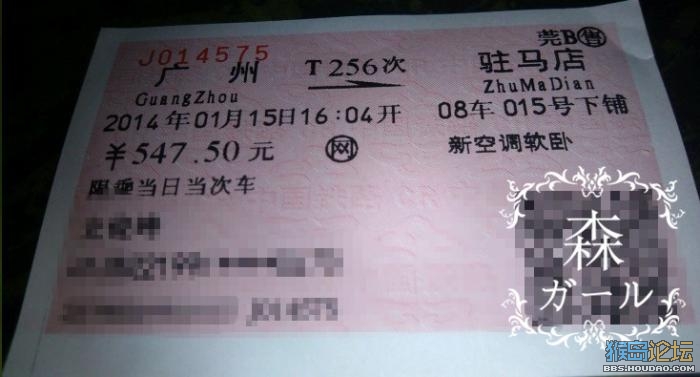 J014575
莞B售
广 州 T256次 驻马店
GuangZhou ZhuMaDian
2014年01月15日16:04开 08车015号下铺
¥547.50元 网 新空调软卧
限乘当日当次车
J014575
森
ガール
猴岛论坛
BBS.HOUDAO.COM